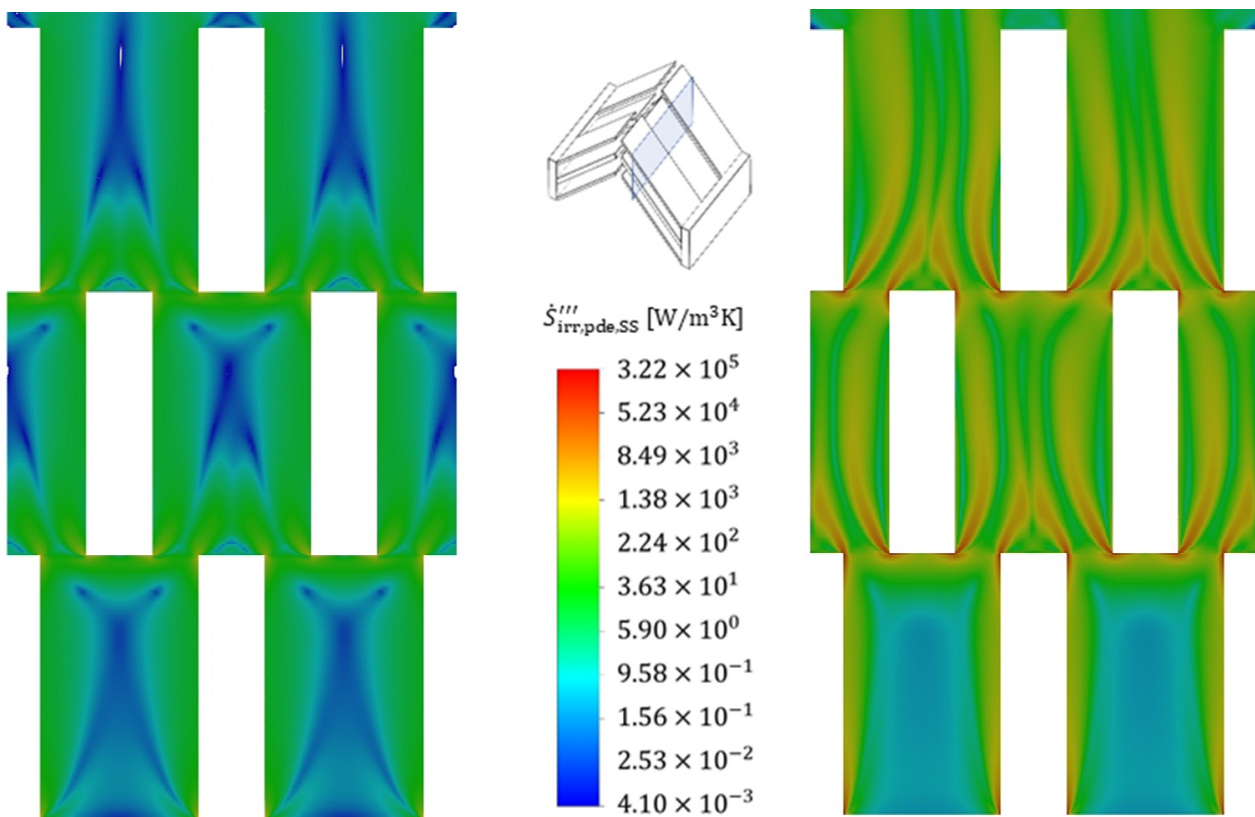 Ṡ′′′irr,pde,SS [W/m³K]
3.22 × 10⁵
5.23 × 10⁴
8.49 × 10³
1.38 × 10³
2.24 × 10²
3.63 × 10¹
5.90 × 10⁰
9.58 × 10⁻¹
1.56 × 10⁻¹
2.53 × 10⁻²
4.10 × 10⁻³